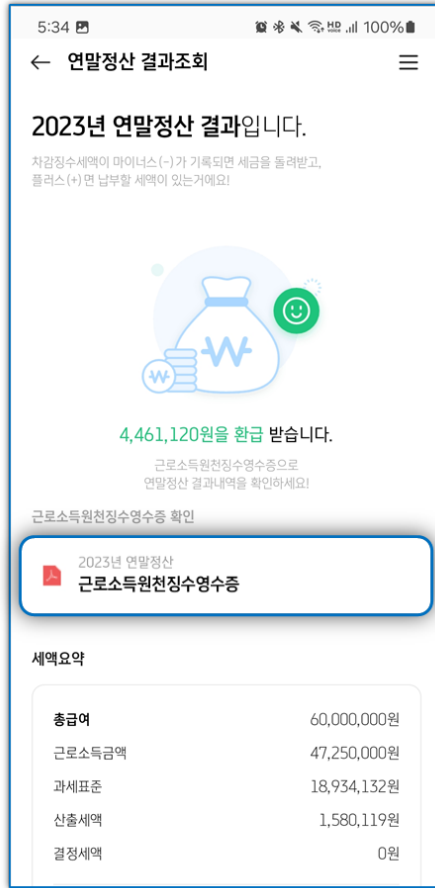 5:34 HD 100%
연말정산 결과조회
2023년 연말정산 결과입니다.
차감징수세액이 마이너스(-)가 기록되면 세금을 돌려받고,
플러스(+)면 납부할 세액이 있는거에요!
4,461,120원을 환급 받습니다.
근로소득원천징수영수증으로
연말정산 결과내역을 확인하세요!
근로소득원천징수영수증 확인
2023년 연말정산
근로소득원천징수영수증
세액요약
총급여 60,000,000원
근로소득금액 47,250,000원
과세표준 18,934,132원
산출세액 1,580,119원
결정세액 0원